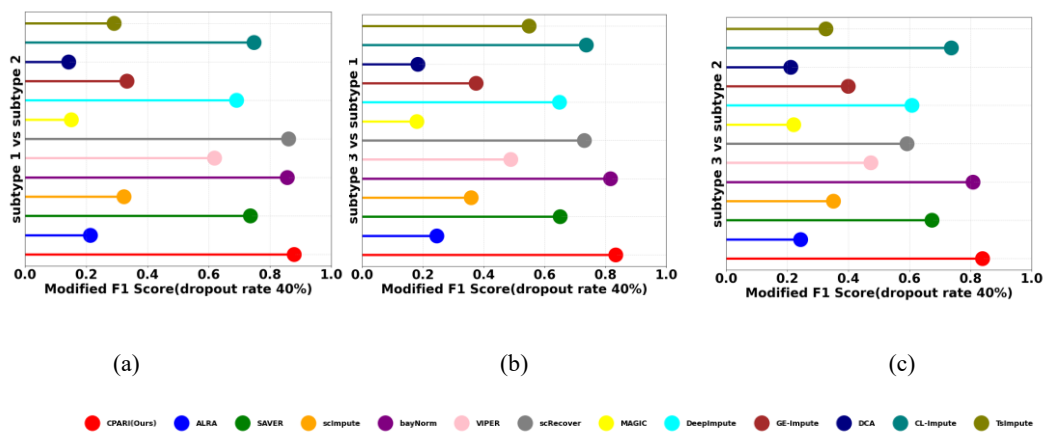 subtype 1 vs subtype 2
0.0 0.2 0.4 0.6 0.8 1.0
Modified F1 Score(dropout rate 40%)
subtype 3 vs subtype 1
0.0 0.2 0.4 0.6 0.8 1.0
Modified F1 Score(dropout rate 40%)
subtype 3 vs subtype 2
0.0 0.2 0.4 0.6 0.8 1.0
Modified F1 Score(dropout rate 40%)
(a) (b) (c)
CPARI(Ours) ALRA SAVER scImpute bayNorm VIPER scRecover MAGIC DeepImpute GE-Impute DCA CL-Impute TsImpute